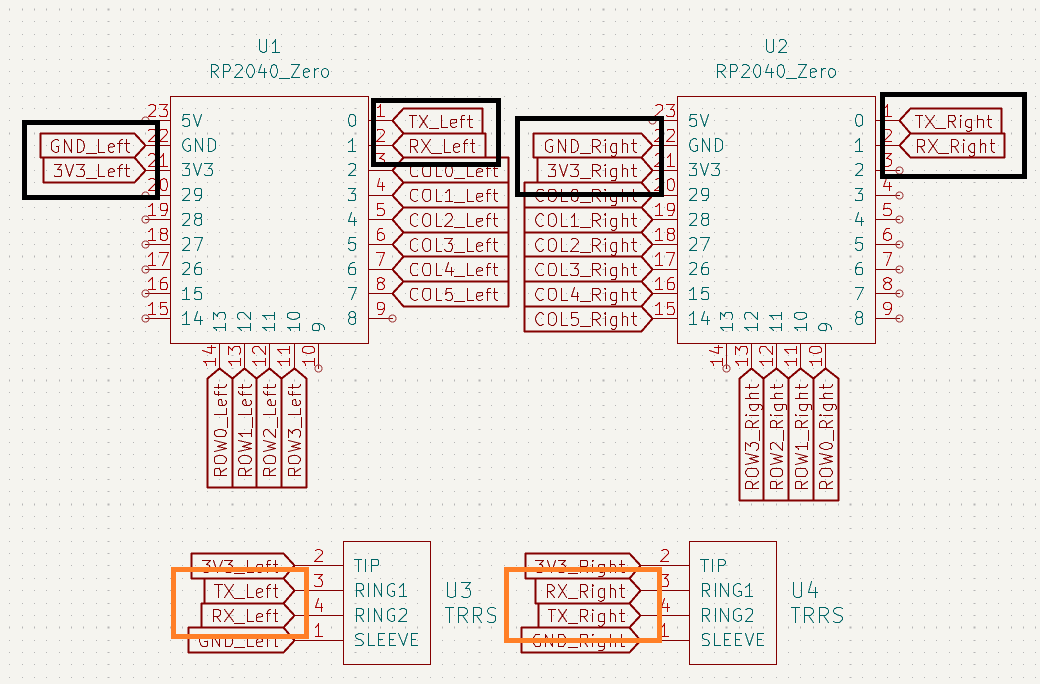 U1
RP2040_Zero
23
5V
0
1
TX_Left
GND_Left
22
GND
1
2
RX_Left
3V3_Left
21
3V3
2
3
COL0_Left
20
29
3
4
COL1_Left
19
28
4
5
COL2_Left
18
27
5
6
COL3_Left
17
26
6
7
COL4_Left
16
15
7
8
COL5_Left
15
14
8
9
13
12
11
10
9
14
13
12
11
10
ROW0_Left
ROW1_Left
ROW2_Left
ROW3_Left
U2
RP2040_Zero
23
5V
0
1
TX_Right
GND_Right
22
GND
1
2
RX_Right
3V3_Right
21
3V3
2
3
COL0_Right
20
29
3
4
COL1_Right
19
28
4
5
COL2_Right
18
27
5
6
COL3_Right
17
26
6
7
COL4_Right
16
15
7
8
COL5_Right
15
14
8
9
13
12
11
10
9
14
13
12
11
10
ROW3_Right
ROW2_Right
ROW1_Right
ROW0_Right
3V3_Left
2
TIP
TX_Left
3
RING1
RX_Left
4
RING2
GND_Left
1
SLEEVE
U3
TRRS
3V3_Right
2
TIP
RX_Right
3
RING1
TX_Right
4
RING2
GND_Right
1
SLEEVE
U4
TRRS